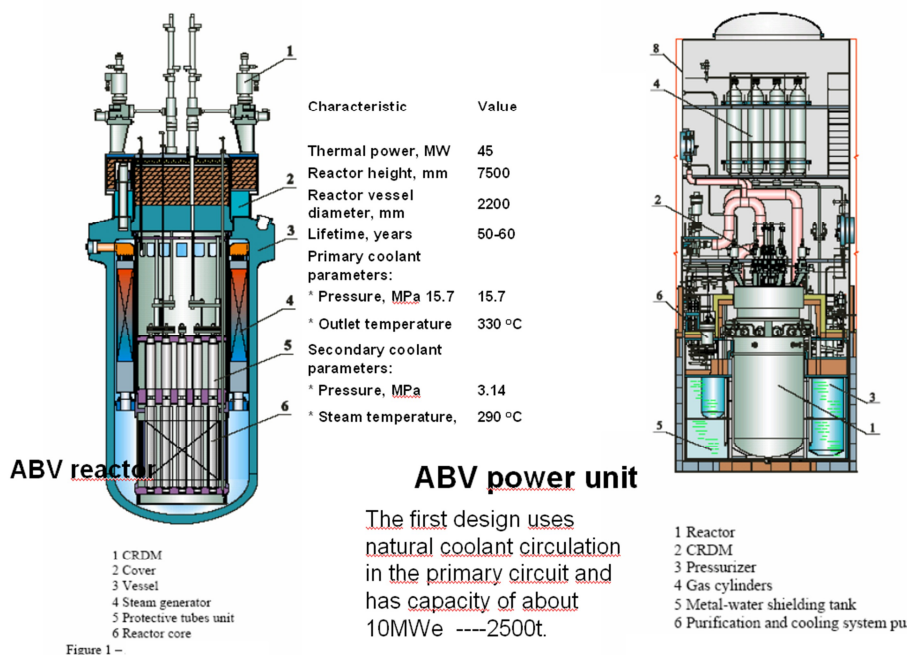 1
2
3
4
5
6
ABV reactor
1 CRDM
2 Cover
3 Vessel
4 Steam generator
5 Protective tubes unit
6 Reactor core
Figure 1 –
Characteristic Value
Thermal power, MW 45
Reactor height, mm 7500
Reactor vessel
diameter, mm 2200
Lifetime, years 50-60
Primary coolant
parameters:
* Pressure, MPa 15.7 15.7
* Outlet temperature 330 °C
Secondary coolant
parameters:
* Pressure, MPa 3.14
* Steam temperature, 290 °C
ABV power unit
The first design uses
natural coolant circulation
in the primary circuit and
has capacity of about
10MWe ----2500t.
8
4
2
6
3
5
1
1 Reactor
2 CRDM
3 Pressurizer
4 Gas cylinders
5 Metal-water shielding tank
6 Purification and cooling system pu